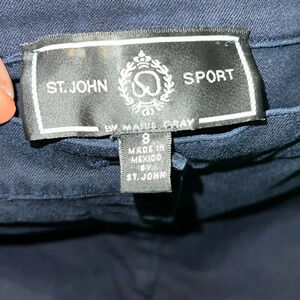 ST. JOHN SPORT
BY MARIE GRAY
8
MADE IN
MEXICO
BY
ST. JOHN